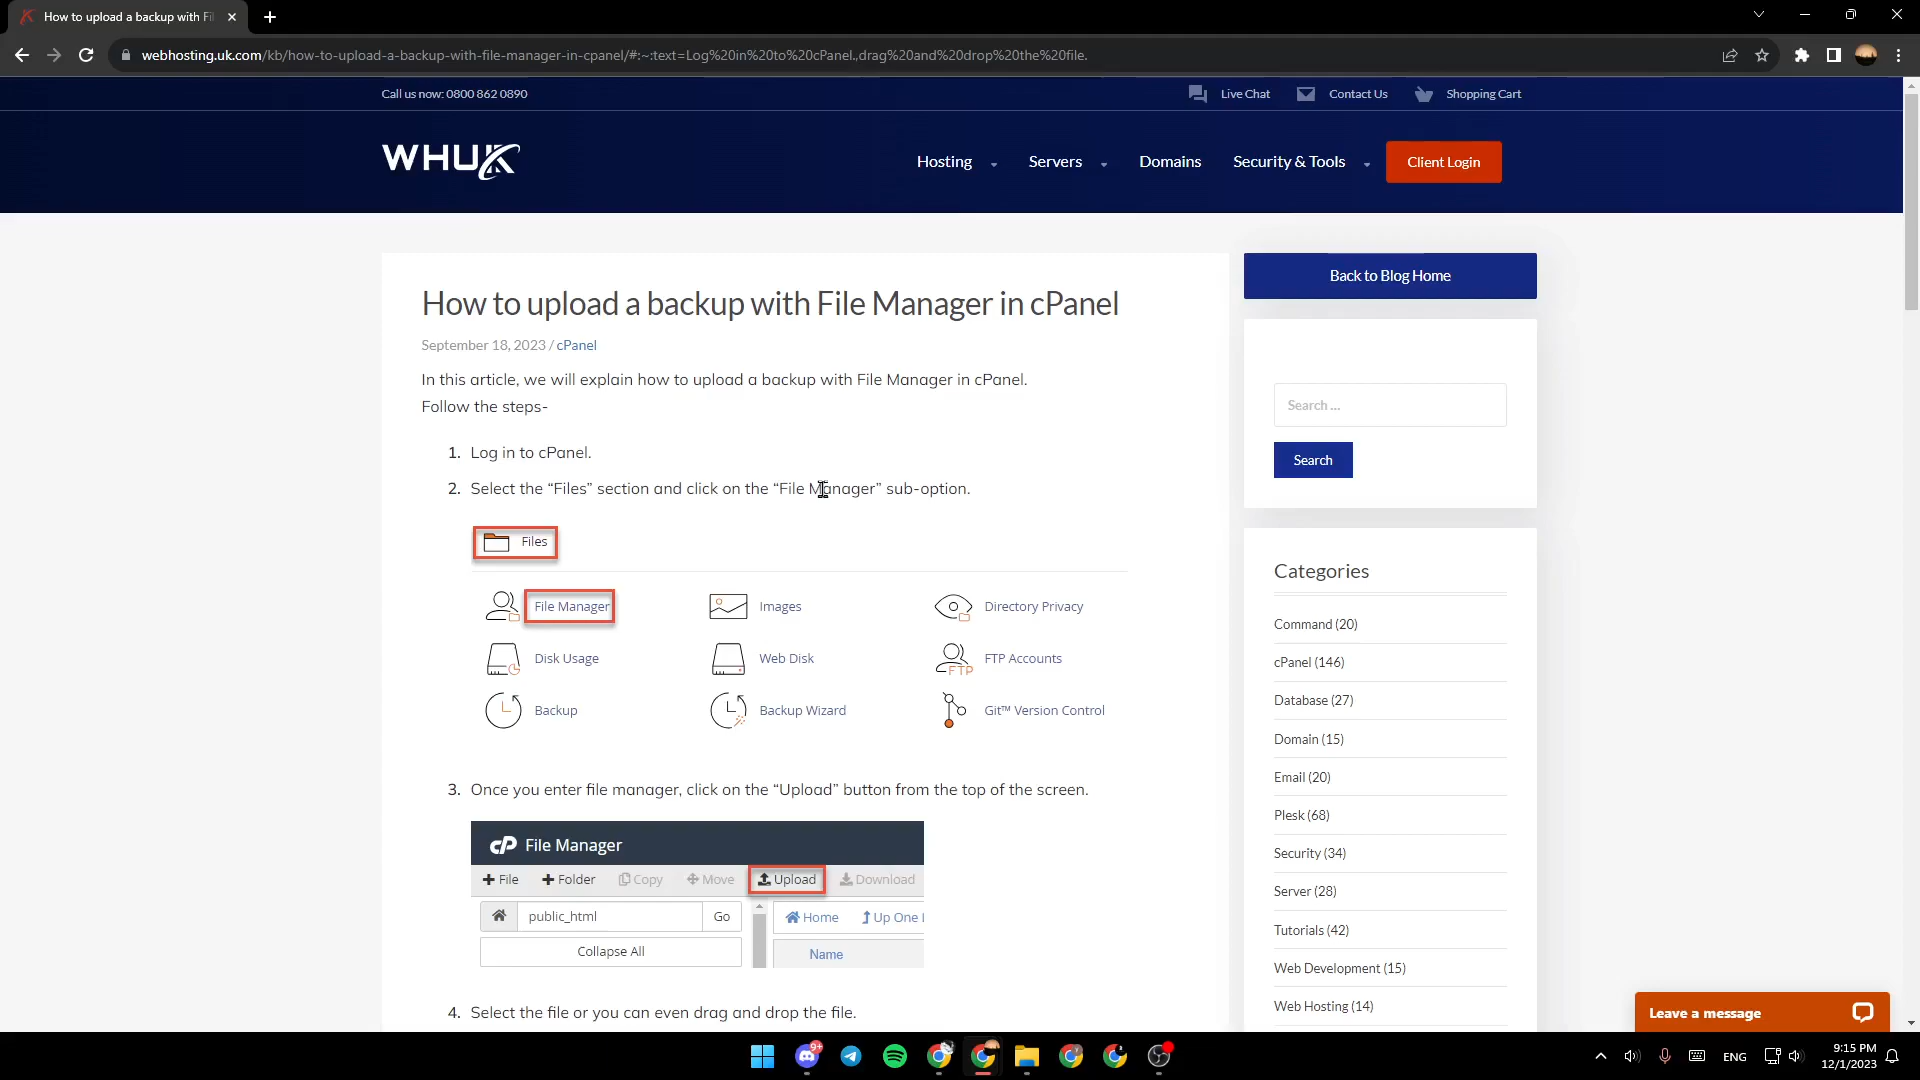 How to upload a backup with Fi
webhosting.uk.com/kb/how-to-upload-a-backup-with-file-manager-in-cpanel/#:~:text=Log%20in%20to%20cPanel.,drag%20and%20drop%20the%20file.
Call us now: 0800 862 0890
Live Chat
Contact Us
Shopping Cart
WHUK
Hosting
Servers
Domains
Security & Tools
Client Login
How to upload a backup with File Manager in cPanel
September 18, 2023 / cPanel
In this article, we will explain how to upload a backup with File Manager in cPanel.
Follow the steps-
1. Log in to cPanel.
2. Select the “Files” section and click on the “File Manager” sub-option.
Files
File Manager
Images
Directory Privacy
Disk Usage
Web Disk
FTP Accounts
FTP
Backup
Backup Wizard
Git™ Version Control
3. Once you enter file manager, click on the “Upload” button from the top of the screen.
cP File Manager
File
Folder
Copy
Move
Upload
Download
public_html
Go
Home
Up One
Collapse All
Name
4. Select the file or you can even drag and drop the file.
Back to Blog Home
Search ...
Search
Categories
Command (20)
cPanel (146)
Database (27)
Domain (15)
Email (20)
Plesk (68)
Security (34)
Server (28)
Tutorials (42)
Web Development (15)
Web Hosting (14)
Leave a message
9+
ENG
9:15 PM
12/1/2023